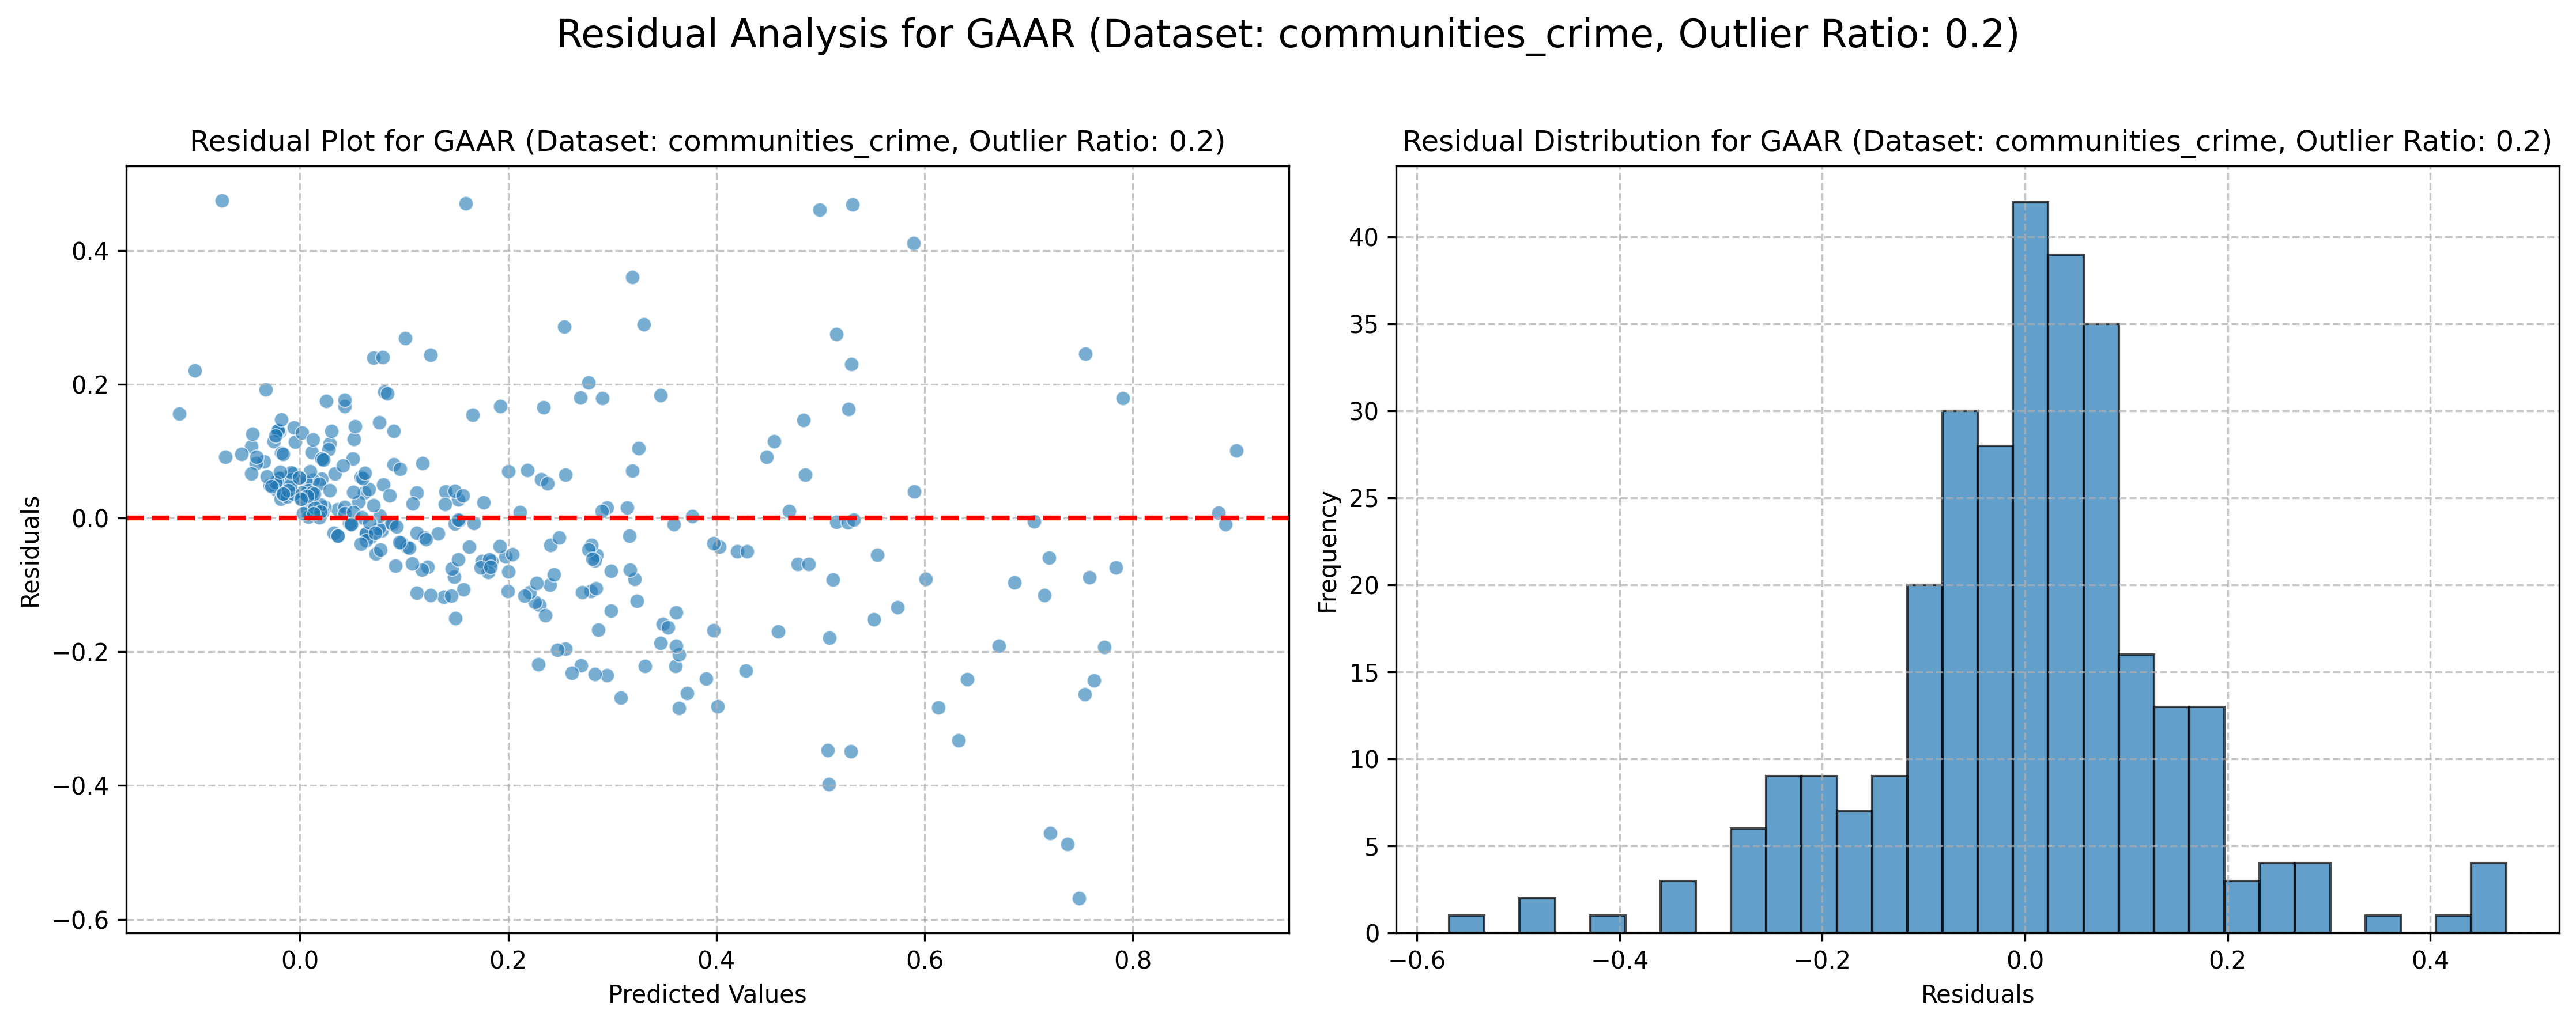 Residual Analysis for GAAR (Dataset: communities_crime, Outlier Ratio: 0.2)
Residual Plot for GAAR (Dataset: communities_crime, Outlier Ratio: 0.2)
0.4
0.2
0.0
−0.2
−0.4
−0.6
Residuals
0.0 0.2 0.4 0.6 0.8
Predicted Values
Residual Distribution for GAAR (Dataset: communities_crime, Outlier Ratio: 0.2)
40
35
30
25
20
15
10
5
0
Frequency
−0.6 −0.4 −0.2 0.0 0.2 0.4
Residuals